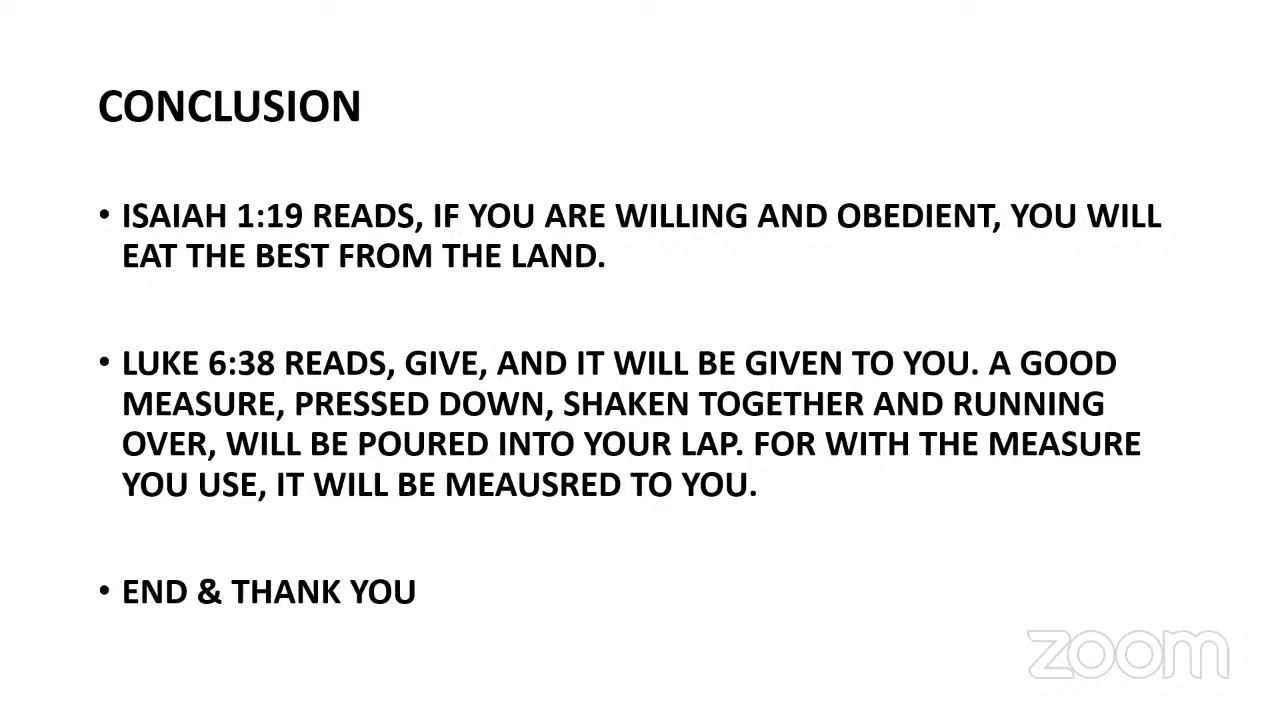 CONCLUSION
• ISAIAH 1:19 READS, IF YOU ARE WILLING AND OBEDIENT, YOU WILL
EAT THE BEST FROM THE LAND.
• LUKE 6:38 READS, GIVE, AND IT WILL BE GIVEN TO YOU. A GOOD
MEASURE, PRESSED DOWN, SHAKEN TOGETHER AND RUNNING
OVER, WILL BE POURED INTO YOUR LAP. FOR WITH THE MEASURE
YOU USE, IT WILL BE MEAUSRED TO YOU.
• END & THANK YOU
zoom